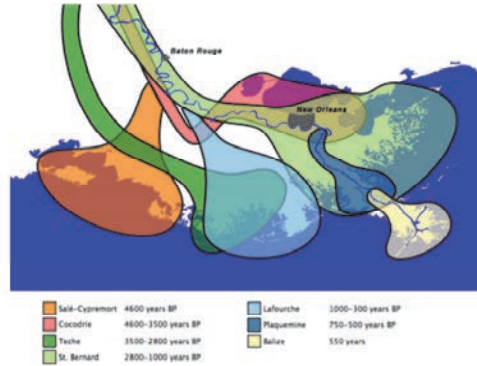 Baton Rouge
New Orleans
Salé-Cypremort 4600 years BP
Cocodrie 4600-3500 years BP
Teche 3500-2800 years BP
St. Bernard 2800-1000 years BP
Lafourche 1000-300 years BP
Plaquemine 750-500 years BP
Balize 550 years